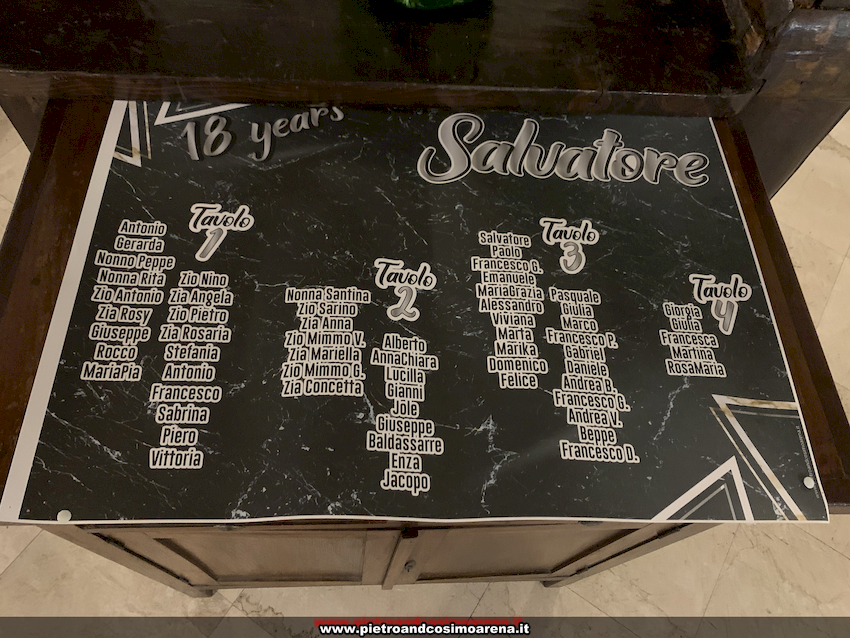 18 years
Salvatore
Tavolo
1
Antonio
Gerarda
Nonno Peppe
Nonna Rita
Zio Antonio
Zia Rosy
Giuseppe
Rocco
MariaPia
Zio Nino
Zia Angela
Zio Pietro
Zia Rosaria
Stefania
Antonio
Francesco
Sabrina
Piero
Vittoria
Tavolo
2
Nonna Santina
Zio Sarino
Zia Anna
Zio Mimmo V.
Zia Mariella
Zio Mimmo G.
Zia Concetta
Alberto
AnnaChiara
Lucilla
Gianni
Jole
Giuseppe
Baldassarre
Enza
Jacopo
Tavolo
3
Salvatore
Paolo
Francesco G.
Emanuele
MariaGrazia
Alessandro
Viviana
Marta
Marika
Domenico
Felice
Pasquale
Giulia
Marco
Francesco P.
Gabriel
Daniele
Andrea B.
Francesco G.
Andrea V.
Beppe
Francesco D.
Tavolo
4
Giorgia
Giulia
Francesca
Martina
RosaMaria
www.pietroandcosimoarena.it